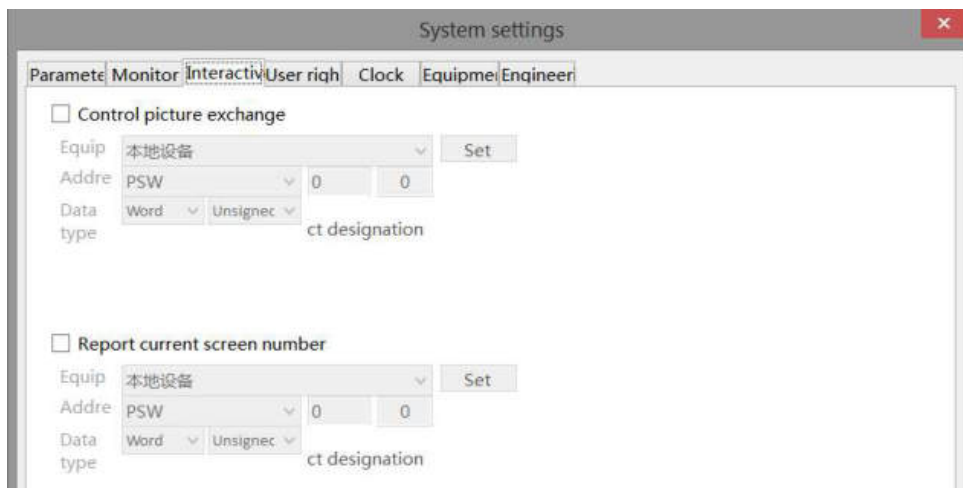 System settings
Paramete Monitor Interactiv User righ Clock Equipmer Engineer
Control picture exchange
Equip 本地设备 Set
Addre PSW 0 0
Data type Word Unsignec
ct designation
Report current screen number
Equip 本地设备 Set
Addre PSW 0 0
Data type Word Unsignec
ct designation